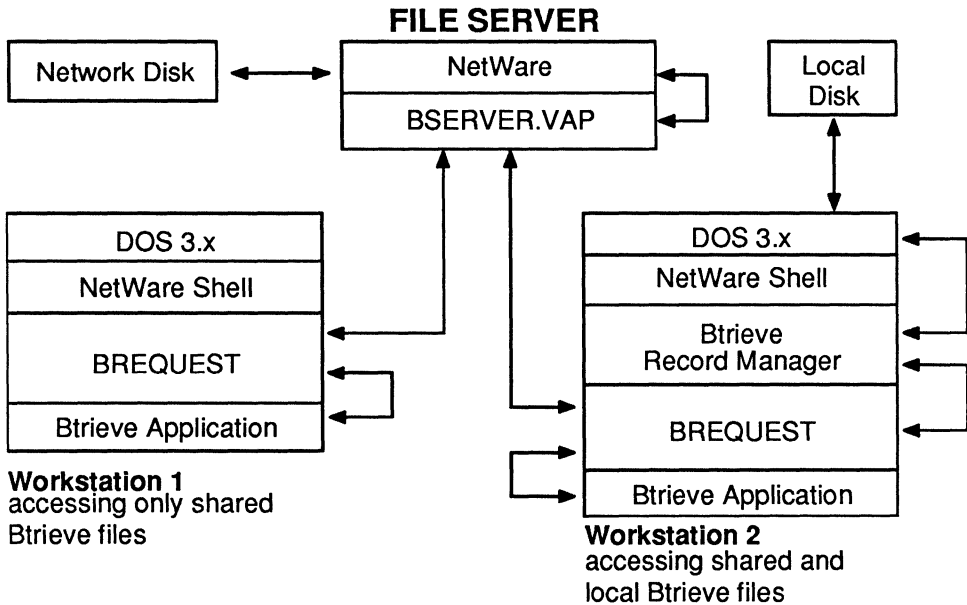 FILE SERVER
Network Disk
NetWare
BSERVER.VAP
Local
Disk
DOS 3.x
NetWare Shell
BREQUEST
Btrieve Application
Workstation 1
accessing only shared
Btrieve files
DOS 3.x
NetWare Shell
Btrieve
Record Manager
BREQUEST
Btrieve Application
Workstation 2
accessing shared and
local Btrieve files